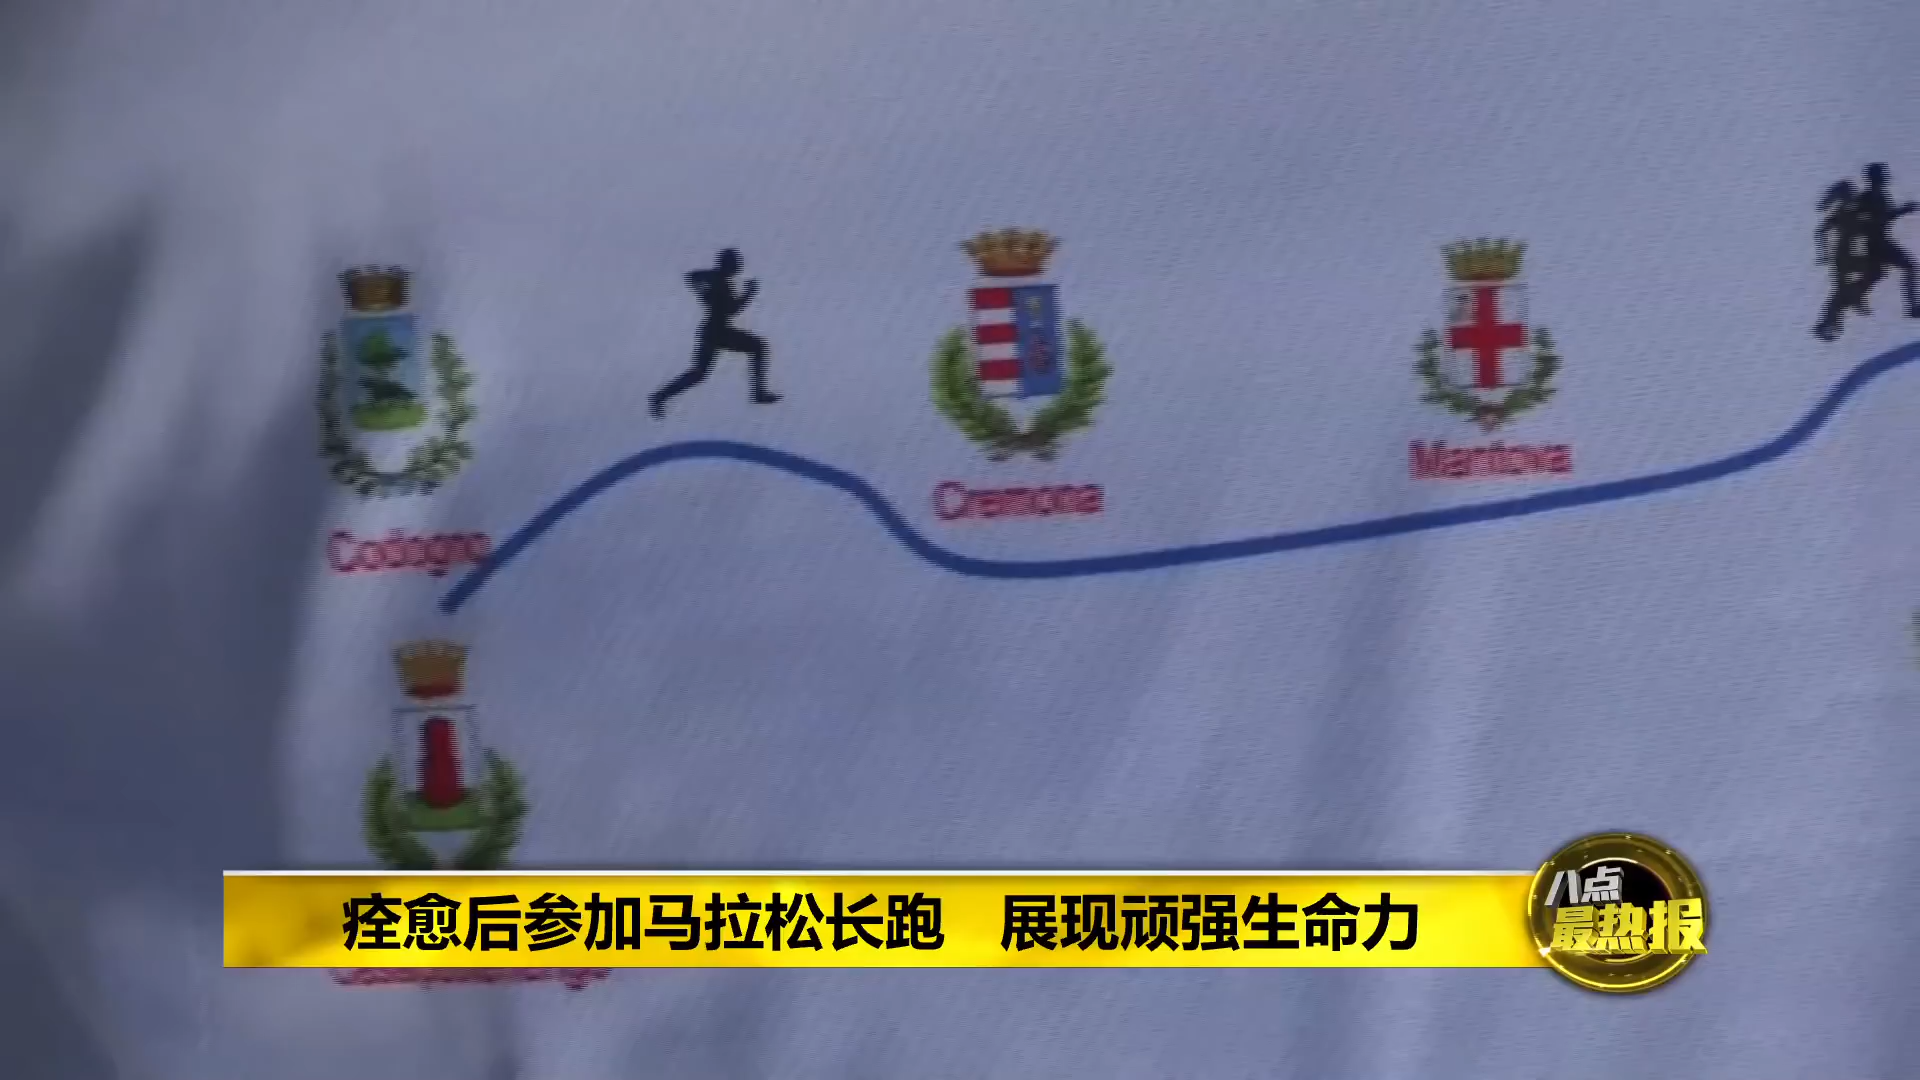 Codogno
Cremona
Mantova
痊愈后参加马拉松长跑 展现顽强生命力
八点
最热报